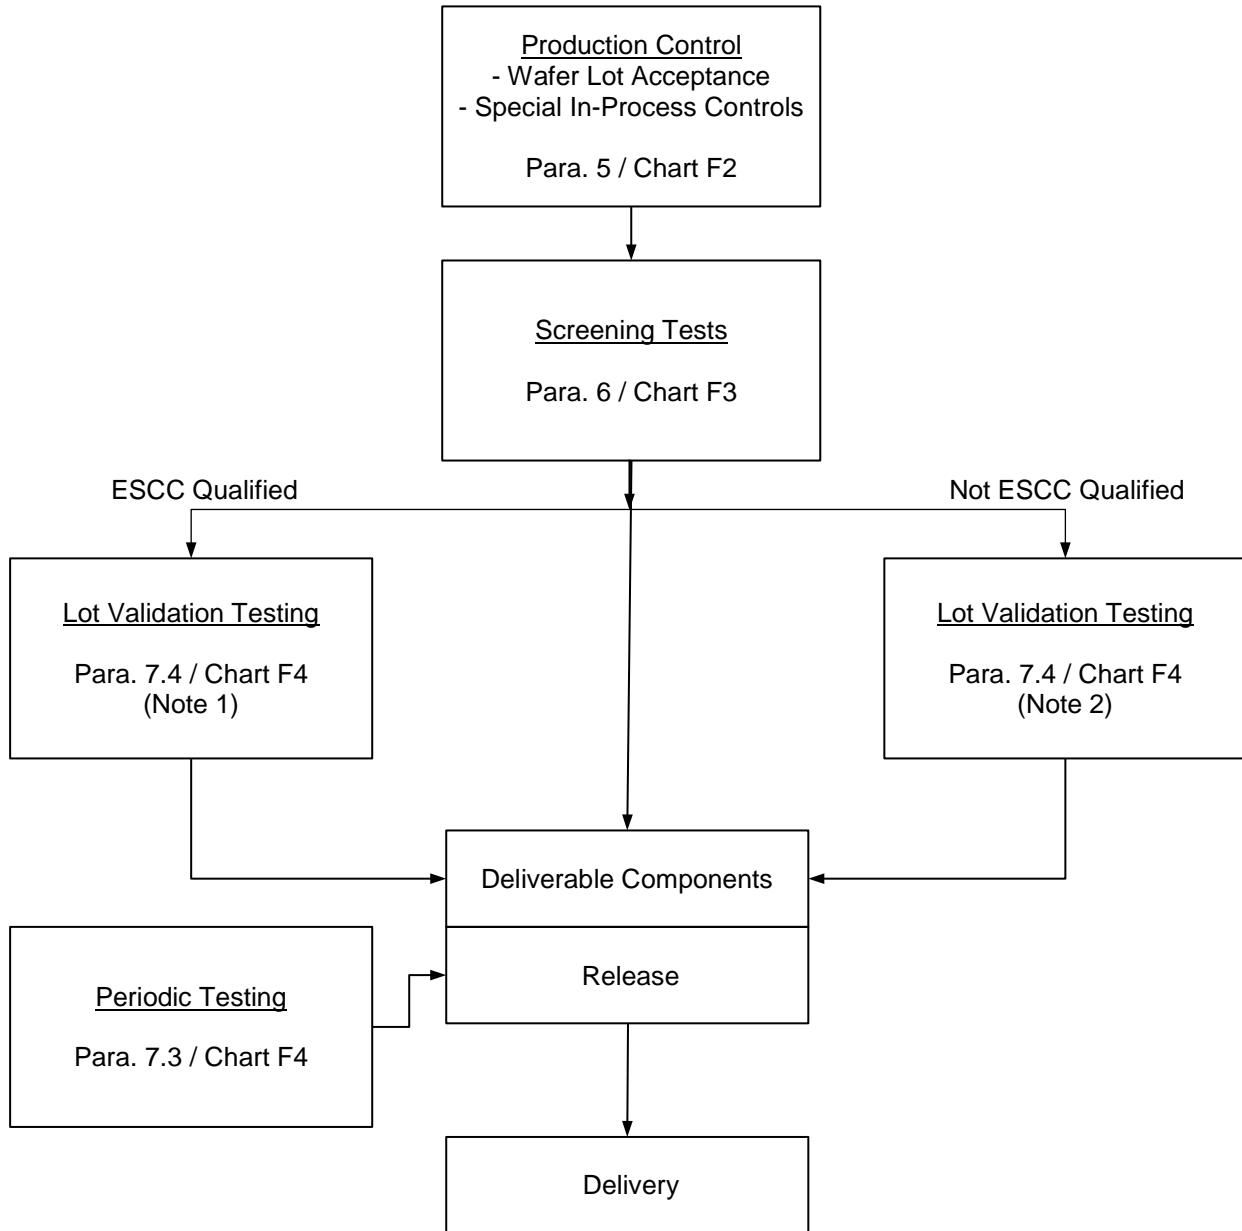 Production Control
- Wafer Lot Acceptance
- Special In-Process Controls
Para. 5 / Chart F2
Screening Tests
Para. 6 / Chart F3
ESCC Qualified
Not ESCC Qualified
Lot Validation Testing
Para. 7.4 / Chart F4
(Note 1)
Lot Validation Testing
Para. 7.4 / Chart F4
(Note 2)
Deliverable Components
Release
Periodic Testing
Para. 7.3 / Chart F4
Delivery